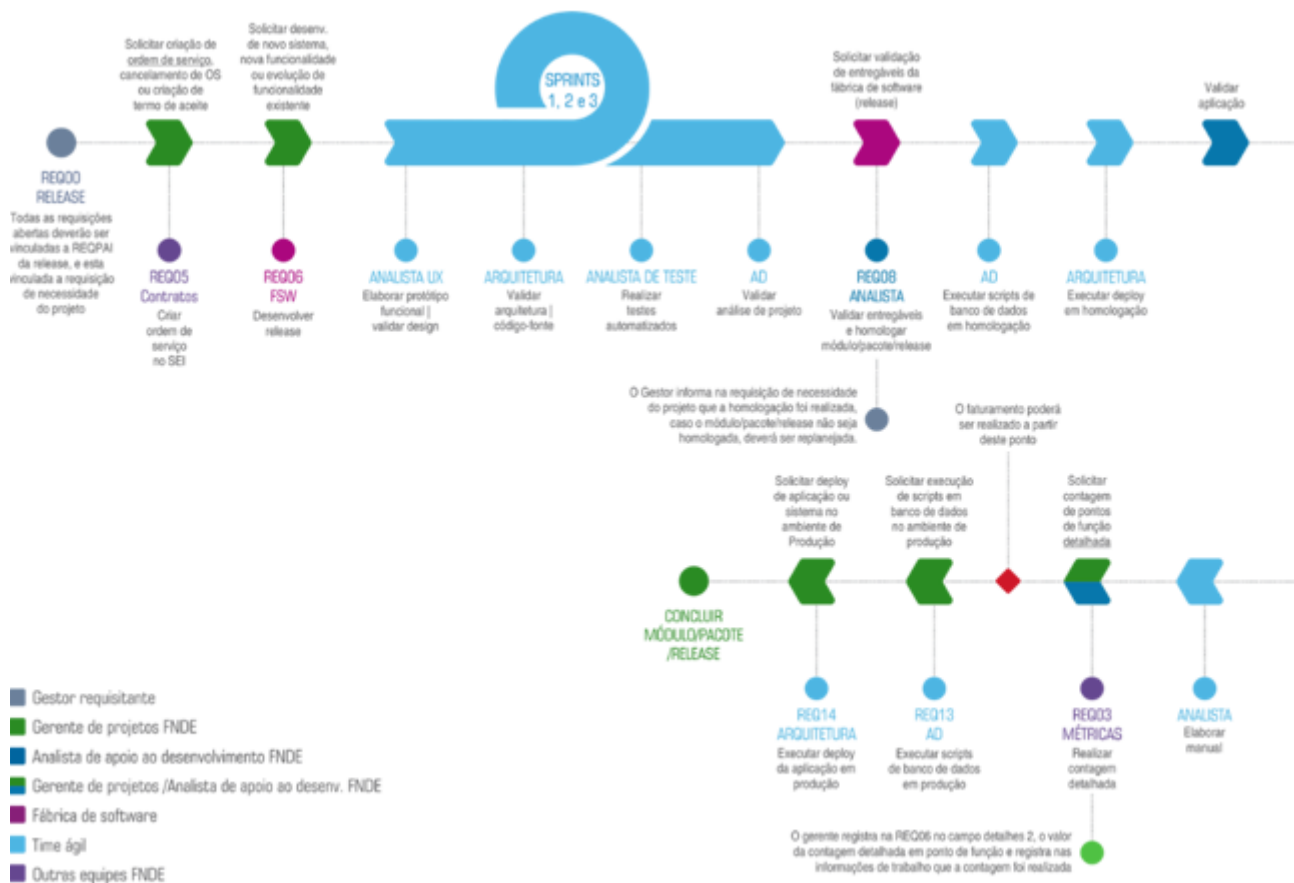 Solicitar criação de
ordem de serviço,
cancelamento de OS
ou criação de
termo de aceite
Solicitar desenv.
de novo sistema,
nova funcionalidade
ou evolução de
funcionalidade
existente
SPRINTS
1, 2 e 3
Solicitar validação
de entregáveis da
fábrica de software
(release)
Validar
aplicação
REQ00
RELEASE
Todas as requisições
abertas deverão ser
vinculadas a REQPAI
da release, e esta
vinculada a requisição
de necessidade
do projeto
REQ05
Contratos
Criar
ordem de
serviço
no SEI
REQ06
FSW
Desenvolver
release
ANALISTA UX
Elaborar protótipo
funcional |
validar design
ARQUITETURA
Validar
arquitetura |
código-fonte
ANALISTA DE TESTE
Realizar
testes
automatizados
AD
Validar
análise de projeto
REQ08
ANALISTA
Validar entregáveis
e homologar
módulo/pacote/release
AD
Executar scripts de
banco de dados
em homologação
ARQUITETURA
Executar deploy
em homologação
O Gestor informa na requisição de necessidade
do projeto que a homologação foi realizada,
caso o módulo/pacote/release não seja
homologada, deverá ser replanejada.
O faturamento poderá
ser realizado a partir
deste ponto
Solicitar deploy
de aplicação ou
sistema no
ambiente de
Produção
Solicitar execução
de scripts em
banco de dados
no ambiente de
produção
Solicitar
contagem
de pontos
de função
detalhada
CONCLUIR
MÓDULO/PACOTE
/RELEASE
REQ14
ARQUITETURA
Executar deploy
da aplicação em
produção
REQ13
AD
Executar scripts
de banco de dados
em produção
REQ03
MÉTRICAS
Realizar
contagem
detalhada
ANALISTA
Elaborar
manual
O gerente registra na REQ06 no campo detalhes 2, o valor
da contagem detalhada em ponto de função e registra nas
informações de trabalho que a contagem foi realizada
Gestor requisitante
Gerente de projetos FNDE
Analista de apoio ao desenvolvimento FNDE
Gerente de projetos /Analista de apoio ao desenv. FNDE
Fábrica de software
Time ágil
Outras equipes FNDE